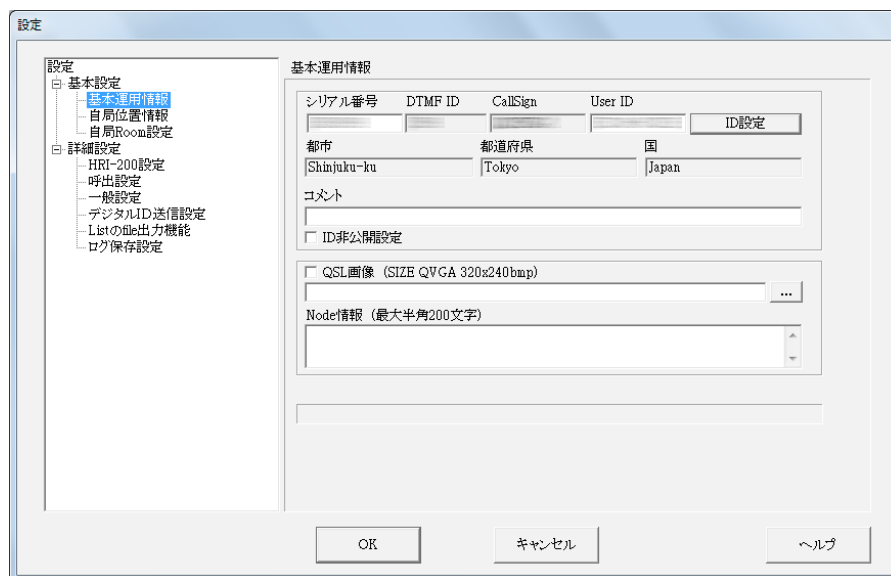 設定
設定
基本設定
基本運用情報
自局位置情報
自局Room設定
詳細設定
HRI-200設定
呼出設定
一般設定
デジタルID送信設定
Listのfile出力機能
ログ保存設定
基本運用情報
シリアル番号 DTMF ID CallSign User ID
ID設定
都市 都道府県 国
Shinjuku-ku Tokyo Japan
コメント
ID非公開設定
QSL画像 (SIZE QVGA 320x240bmp)
...
Node情報 (最大半角200文字)
OK キャンセル ヘルプ